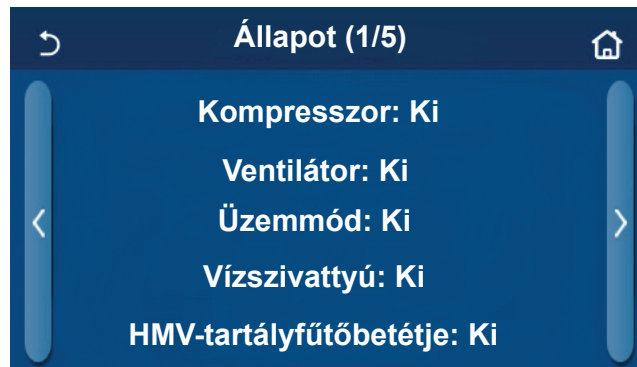 Állapot (1/5)
Kompresszor: Ki
Ventilátor: Ki
Üzemmód: Ki
Vízszivattyú: Ki
HMV-tartályfűtőbetétje: Ki